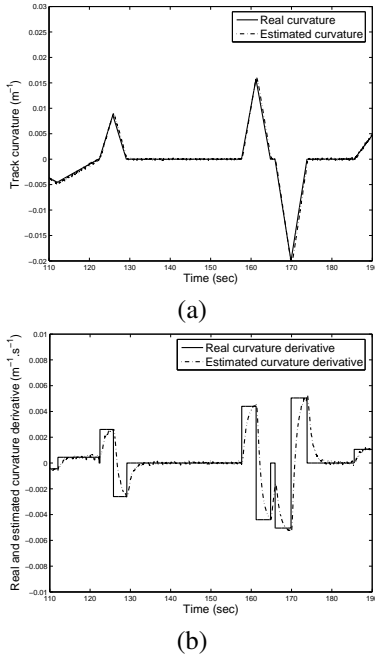 0.03
0.025
0.02
0.015
0.01
0.005
0
−0.005
−0.01
−0.015
−0.02
Track curvature (m⁻¹)
Real curvature
Estimated curvature
110 120 130 140 150 160 170 180 190
Time (sec)
(a)
0.01
0.008
0.006
0.004
0.002
0
−0.002
−0.004
−0.006
−0.008
−0.01
Real and estimated curvature derivative (m⁻¹.s⁻¹)
Real curvature derivative
Estimated curvature derivative
110 120 130 140 150 160 170 180 190
Time (sec)
(b)